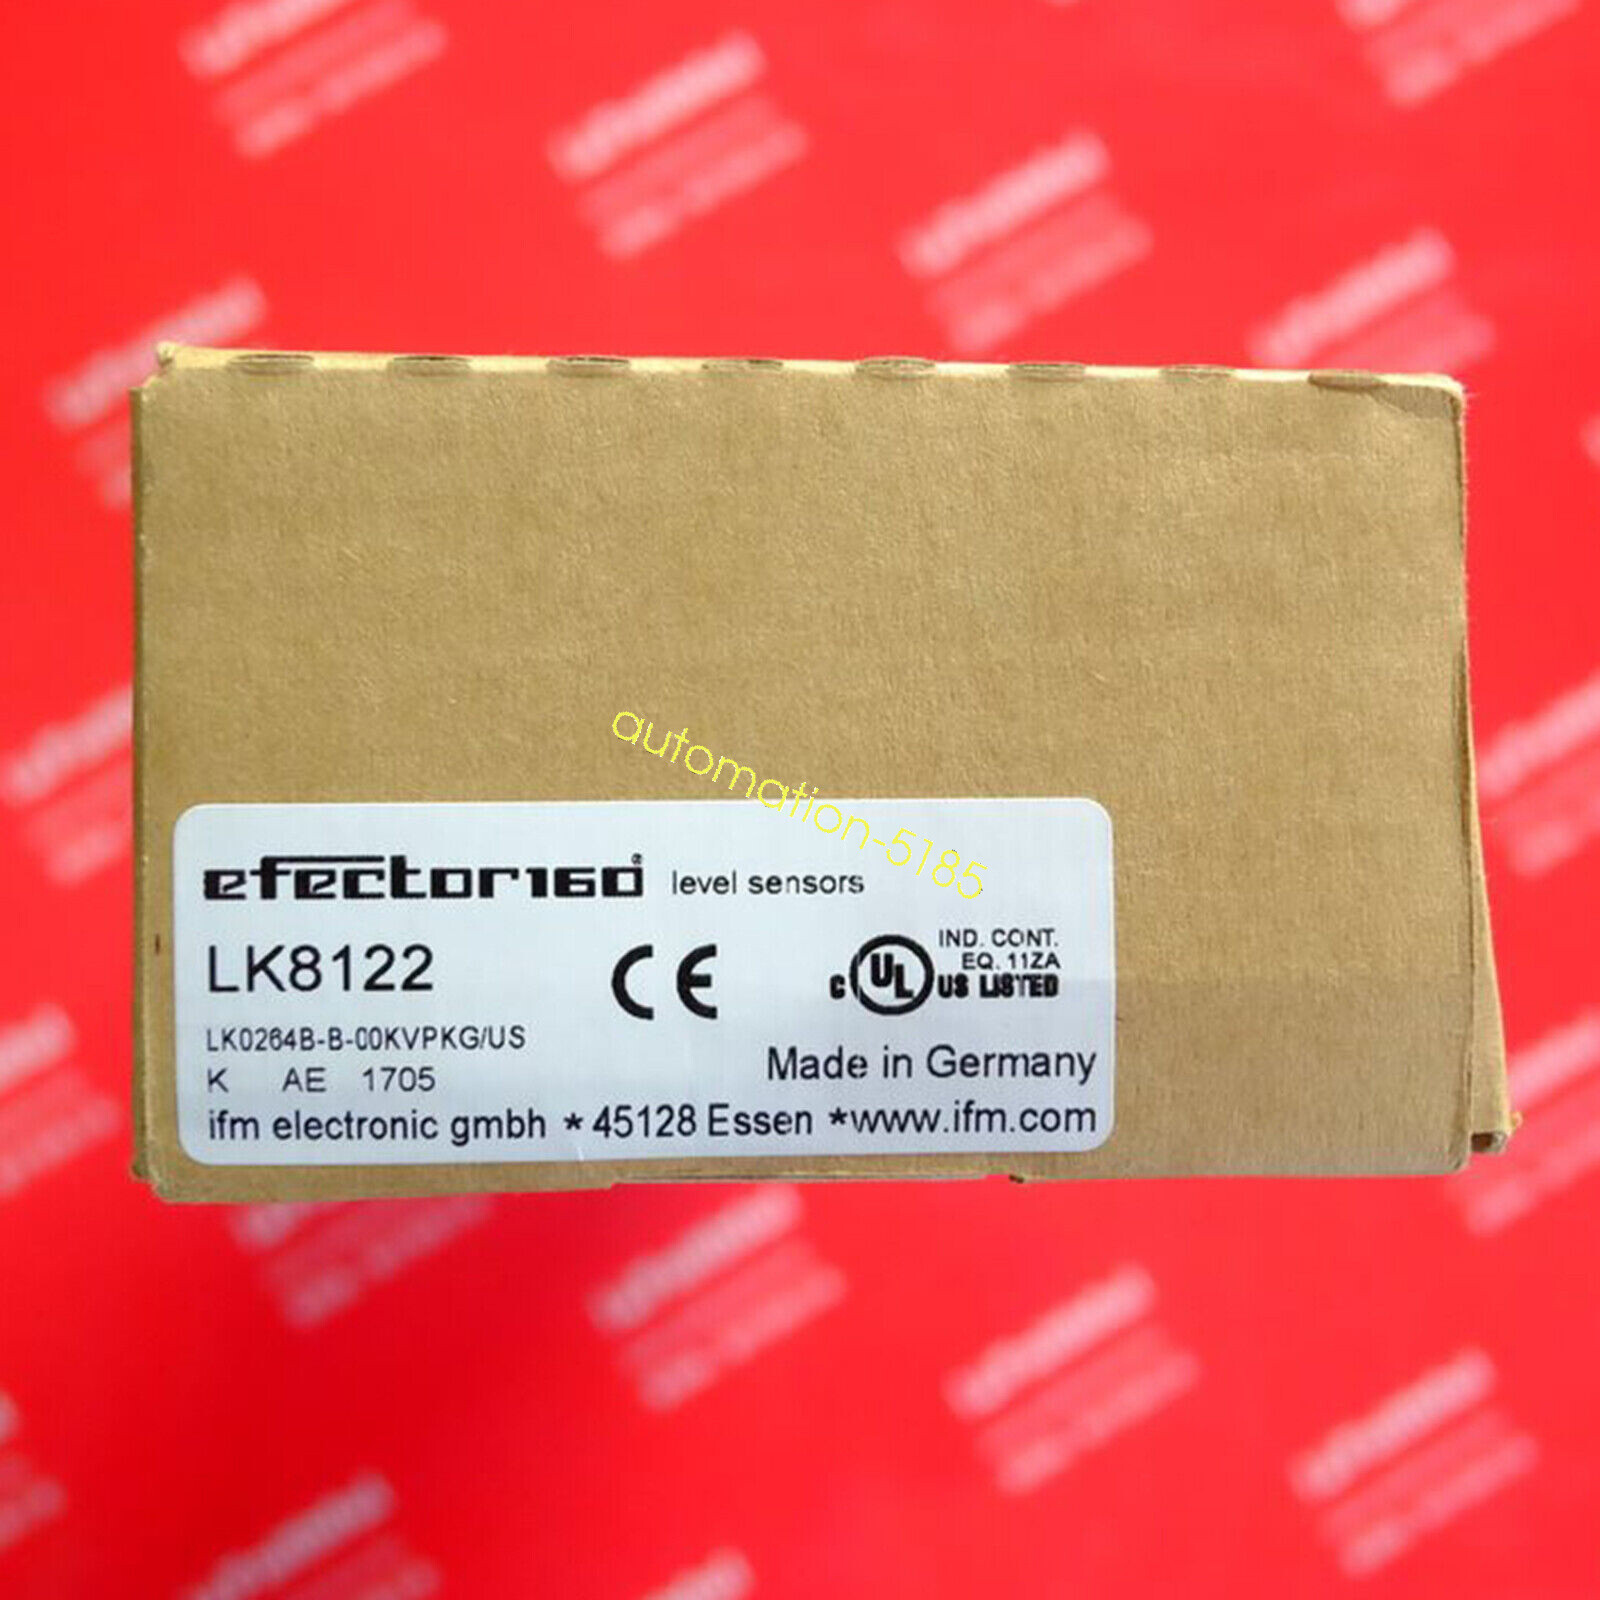 automation-5185
efector160® level sensors
LK8122
CE
C UL US LISTED
IND. CONT.
EQ. 11ZA
LK0264B-B-00KVPKG/US
K AE 1705
Made in Germany
ifm electronic gmbh * 45128 Essen *www.ifm.com